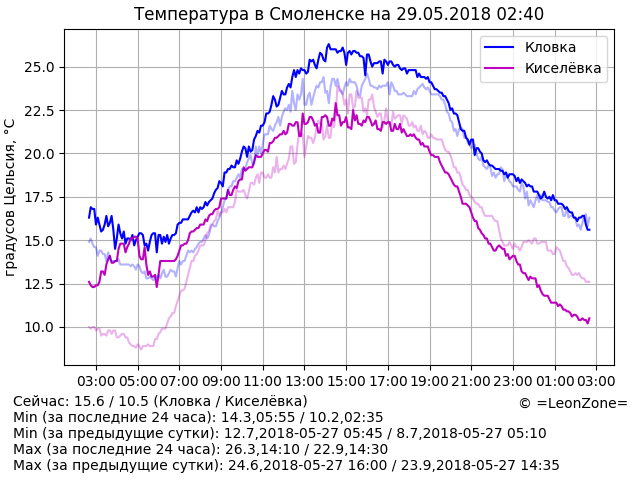 Температура в Смоленске на 29.05.2018 02:40
Кловка
Киселёвка
градусов Цельсия, °C
25.0
22.5
20.0
17.5
15.0
12.5
10.0
03:00 05:00 07:00 09:00 11:00 13:00 15:00 17:00 19:00 21:00 23:00 01:00 03:00
Сейчас: 15.6 / 10.5 (Кловка / Киселёвка)
© =LeonZone=
Min (за последние 24 часа): 14.3,05:55 / 10.2,02:35
Min (за предыдущие сутки): 12.7,2018-05-27 05:45 / 8.7,2018-05-27 05:10
Max (за последние 24 часа): 26.3,14:10 / 22.9,14:30
Max (за предыдущие сутки): 24.6,2018-05-27 16:00 / 23.9,2018-05-27 14:35